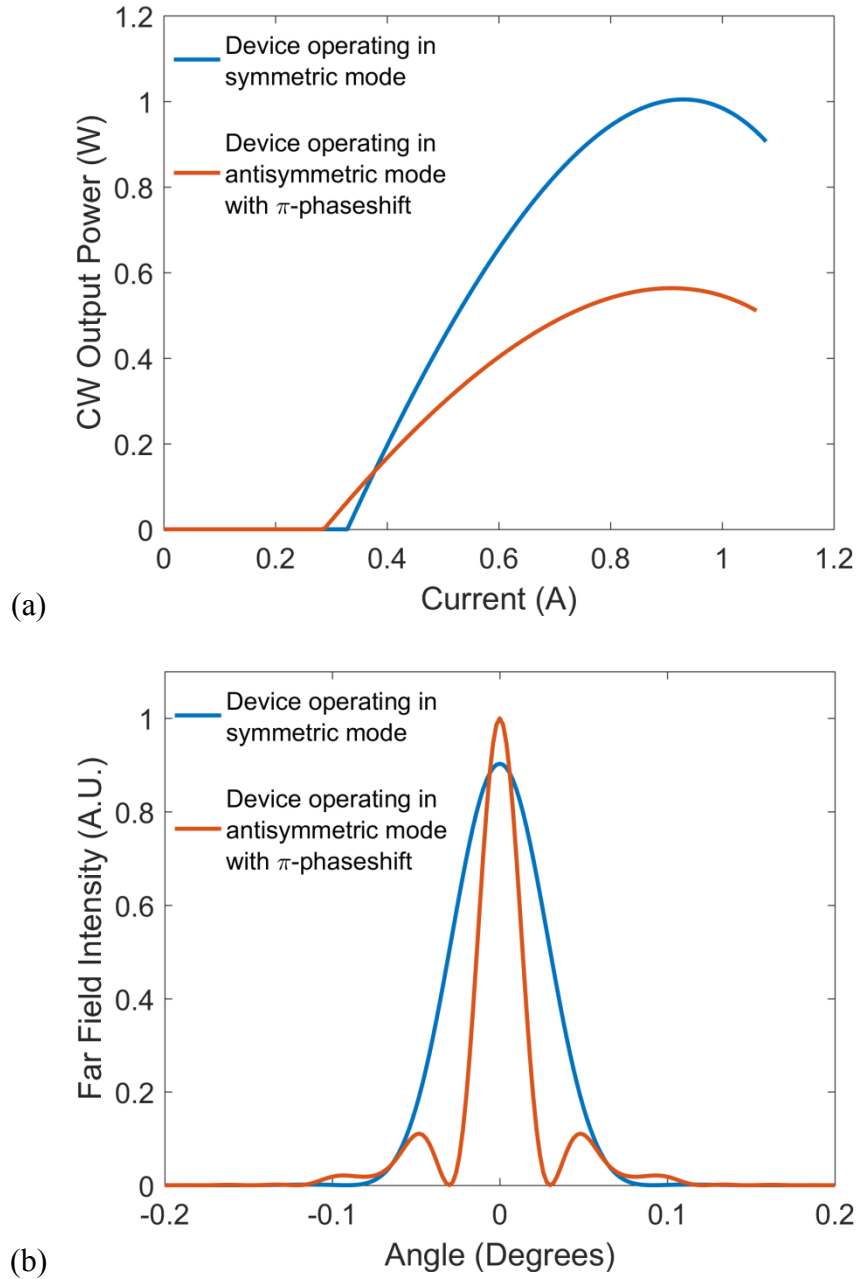 1.2
1
0.8
0.6
0.4
0.2
0
CW Output Power (W)
Device operating in
symmetric mode
Device operating in
antisymmetric mode
with π-phaseshift
0 0.2 0.4 0.6 0.8 1 1.2
Current (A)
(a)
1
0.8
0.6
0.4
0.2
0
Far Field Intensity (A.U.)
Device operating in
symmetric mode
Device operating in
antisymmetric mode
with π-phaseshift
-0.2 -0.1 0 0.1 0.2
Angle (Degrees)
(b)